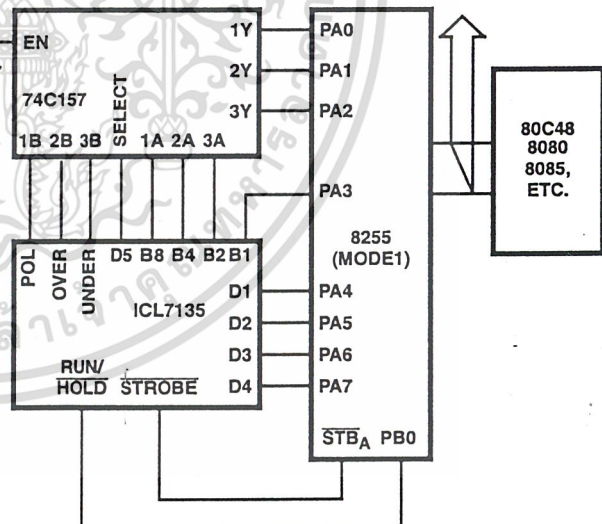 EN
74C157
SELECT
1Y
2Y
3Y
1B 2B 3B
1A 2A 3A
PA0
PA1
PA2
PA3
PA4
PA5
PA6
PA7
8255
(MODE1)
STBA PB0
80C48
8080
8085,
ETC.
POL
OVER
UNDER
D5 B8 B4 B2 B1
D1
D2
D3
D4
ICL7135
RUN/
HOLD STROBE